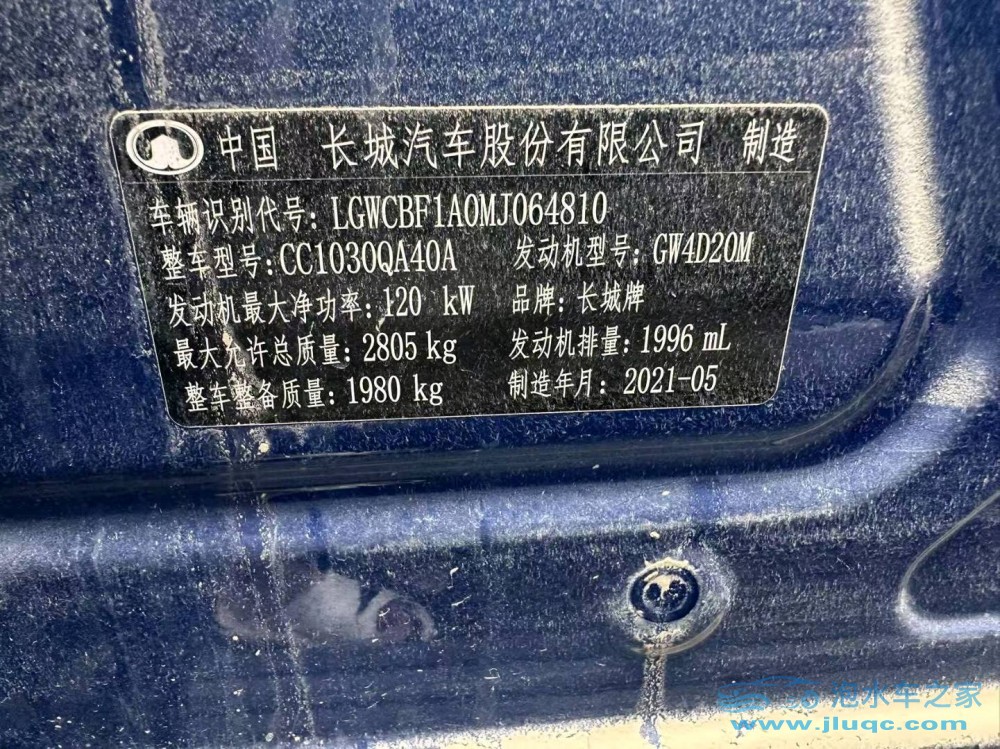 中国 长城汽车股份有限公司 制造
车辆识别代号：LGWCBF1A0MJ064810
整车型号：CC1030QA40A 发动机型号：GW4D20M
发动机最大净功率：120 kW 品牌：长城牌
最大允许总质量：2805 kg 发动机排量：1996 mL
整车整备质量：1980 kg 制造年月：2021-05
泡水车之家
www.jluqc.com